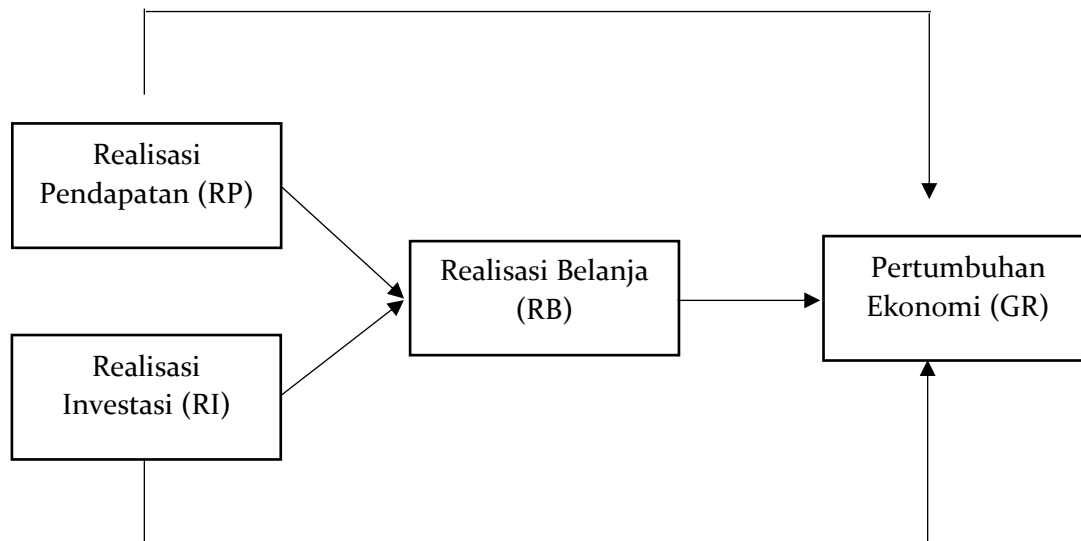 Realisasi
Pendapatan (RP)
Realisasi Belanja
(RB)
Pertumbuhan
Ekonomi (GR)
Realisasi
Investasi (RI)